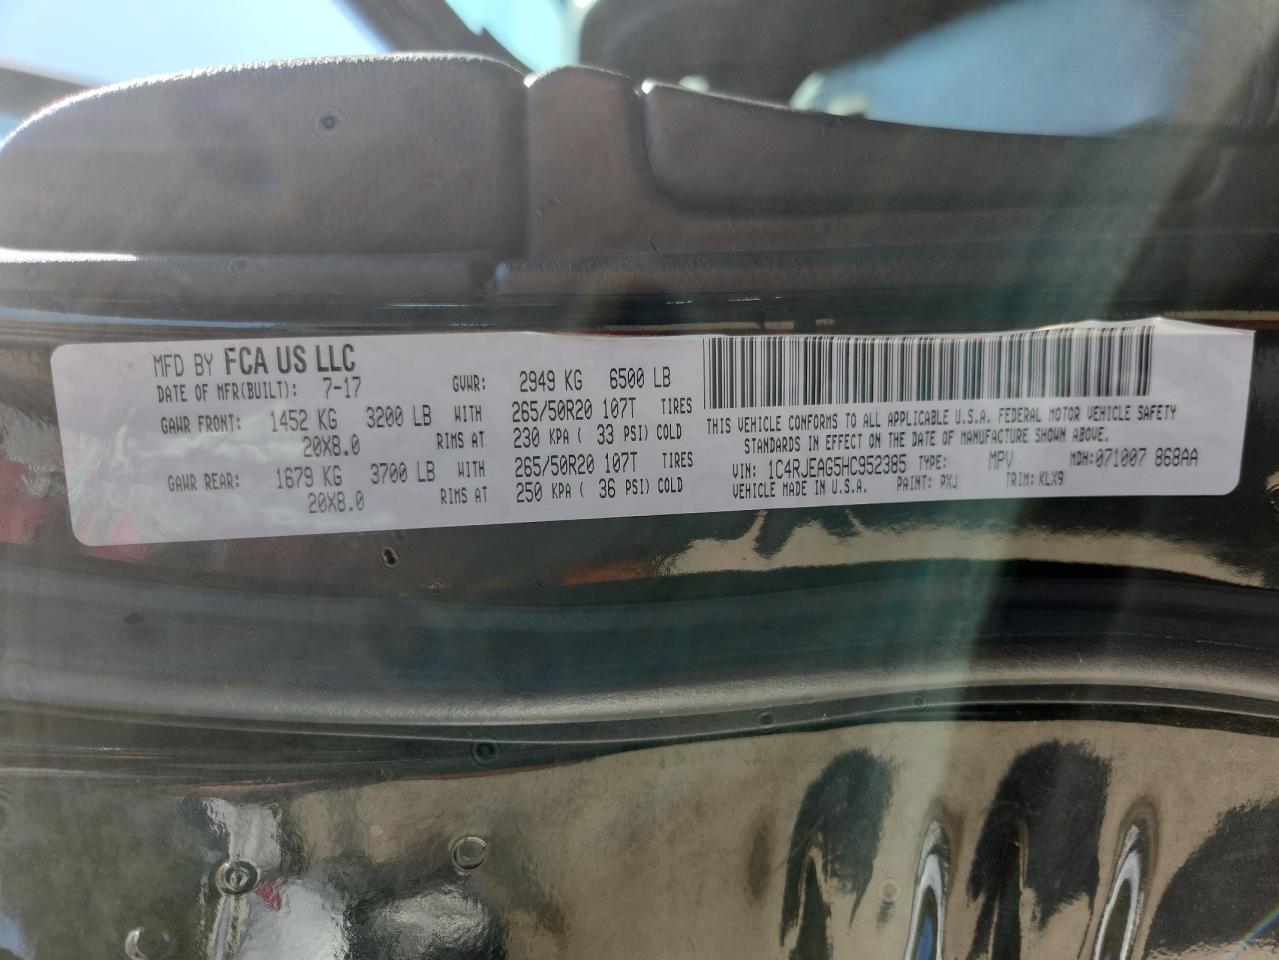 MFD BY FCA US LLC
DATE OF MFR(BUILT): 7-17 GVWR: 2949 KG 6500 LB
GAWR FRONT: 1452 KG 3200 LB WITH 265/50R20 107T TIRES
20X8.0 RIMS AT 230 KPA ( 33 PSI) COLD
GAWR REAR: 1679 KG 3700 LB WITH 265/50R20 107T TIRES
20X8.0 RIMS AT 250 KPA ( 36 PSI) COLD
THIS VEHICLE CONFORMS TO ALL APPLICABLE U.S.A. FEDERAL MOTOR VEHICLE SAFETY
STANDARDS IN EFFECT ON THE DATE OF MANUFACTURE SHOWN ABOVE.
VIN: 1C4RJEAG5HC952385 TYPE: MPV MDH:071007 868AA
VEHICLE MADE IN U.S.A. PAINT: PXJ TRIM: KLX9